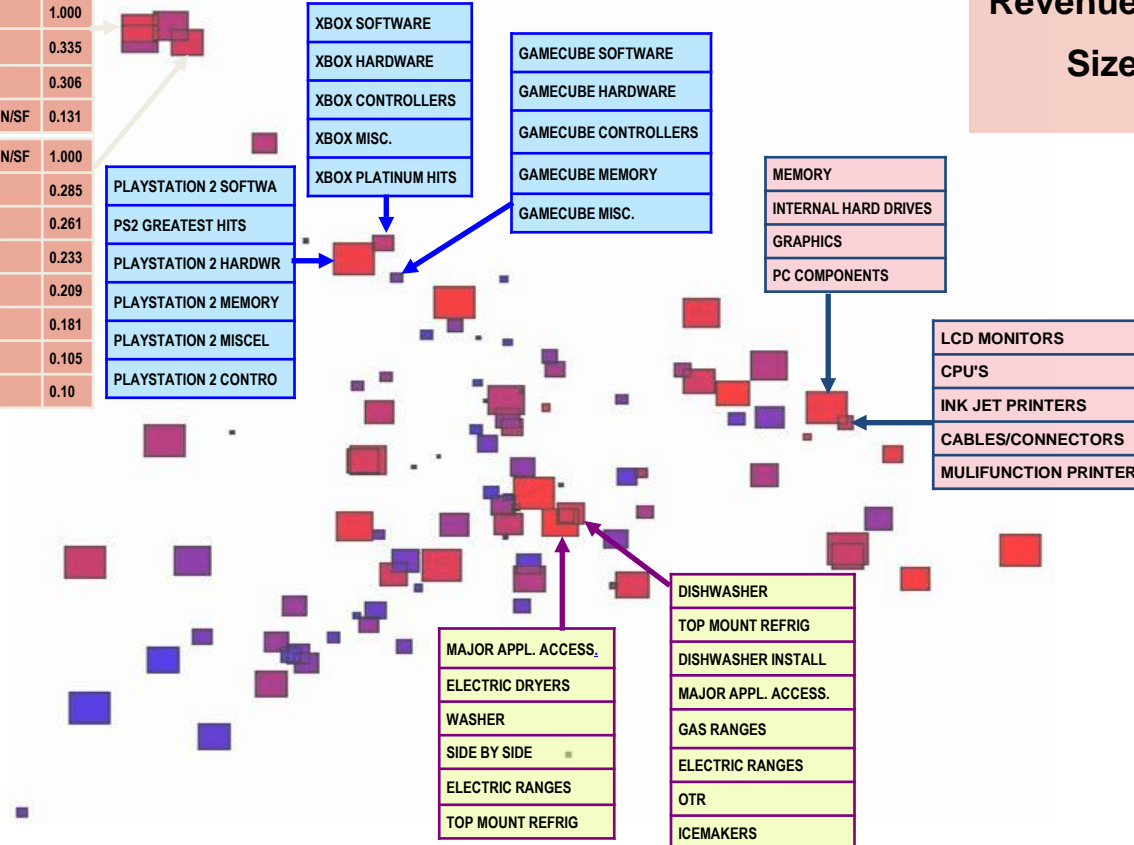 1.000
0.335
0.306
N/SF 0.131
N/SF 1.000
0.285
0.261
0.233
0.209
0.181
0.105
0.10
PLAYSTATION 2 SOFTWA
PS2 GREATEST HITS
PLAYSTATION 2 HARDWR
PLAYSTATION 2 MEMORY
PLAYSTATION 2 MISCEL
PLAYSTATION 2 CONTRO
XBOX SOFTWARE
XBOX HARDWARE
XBOX CONTROLLERS
XBOX MISC.
XBOX PLATINUM HITS
GAMECUBE SOFTWARE
GAMECUBE HARDWARE
GAMECUBE CONTROLLERS
GAMECUBE MEMORY
GAMECUBE MISC.
Revenue
Size
MEMORY
INTERNAL HARD DRIVES
GRAPHICS
PC COMPONENTS
LCD MONITORS
CPU'S
INK JET PRINTERS
CABLES/CONNECTORS
MULIFUNCTION PRINTER
MAJOR APPL. ACCESS.
ELECTRIC DRYERS
WASHER
SIDE BY SIDE
ELECTRIC RANGES
TOP MOUNT REFRIG
DISHWASHER
TOP MOUNT REFRIG
DISHWASHER INSTALL
MAJOR APPL. ACCESS.
GAS RANGES
ELECTRIC RANGES
OTR
ICEMAKERS